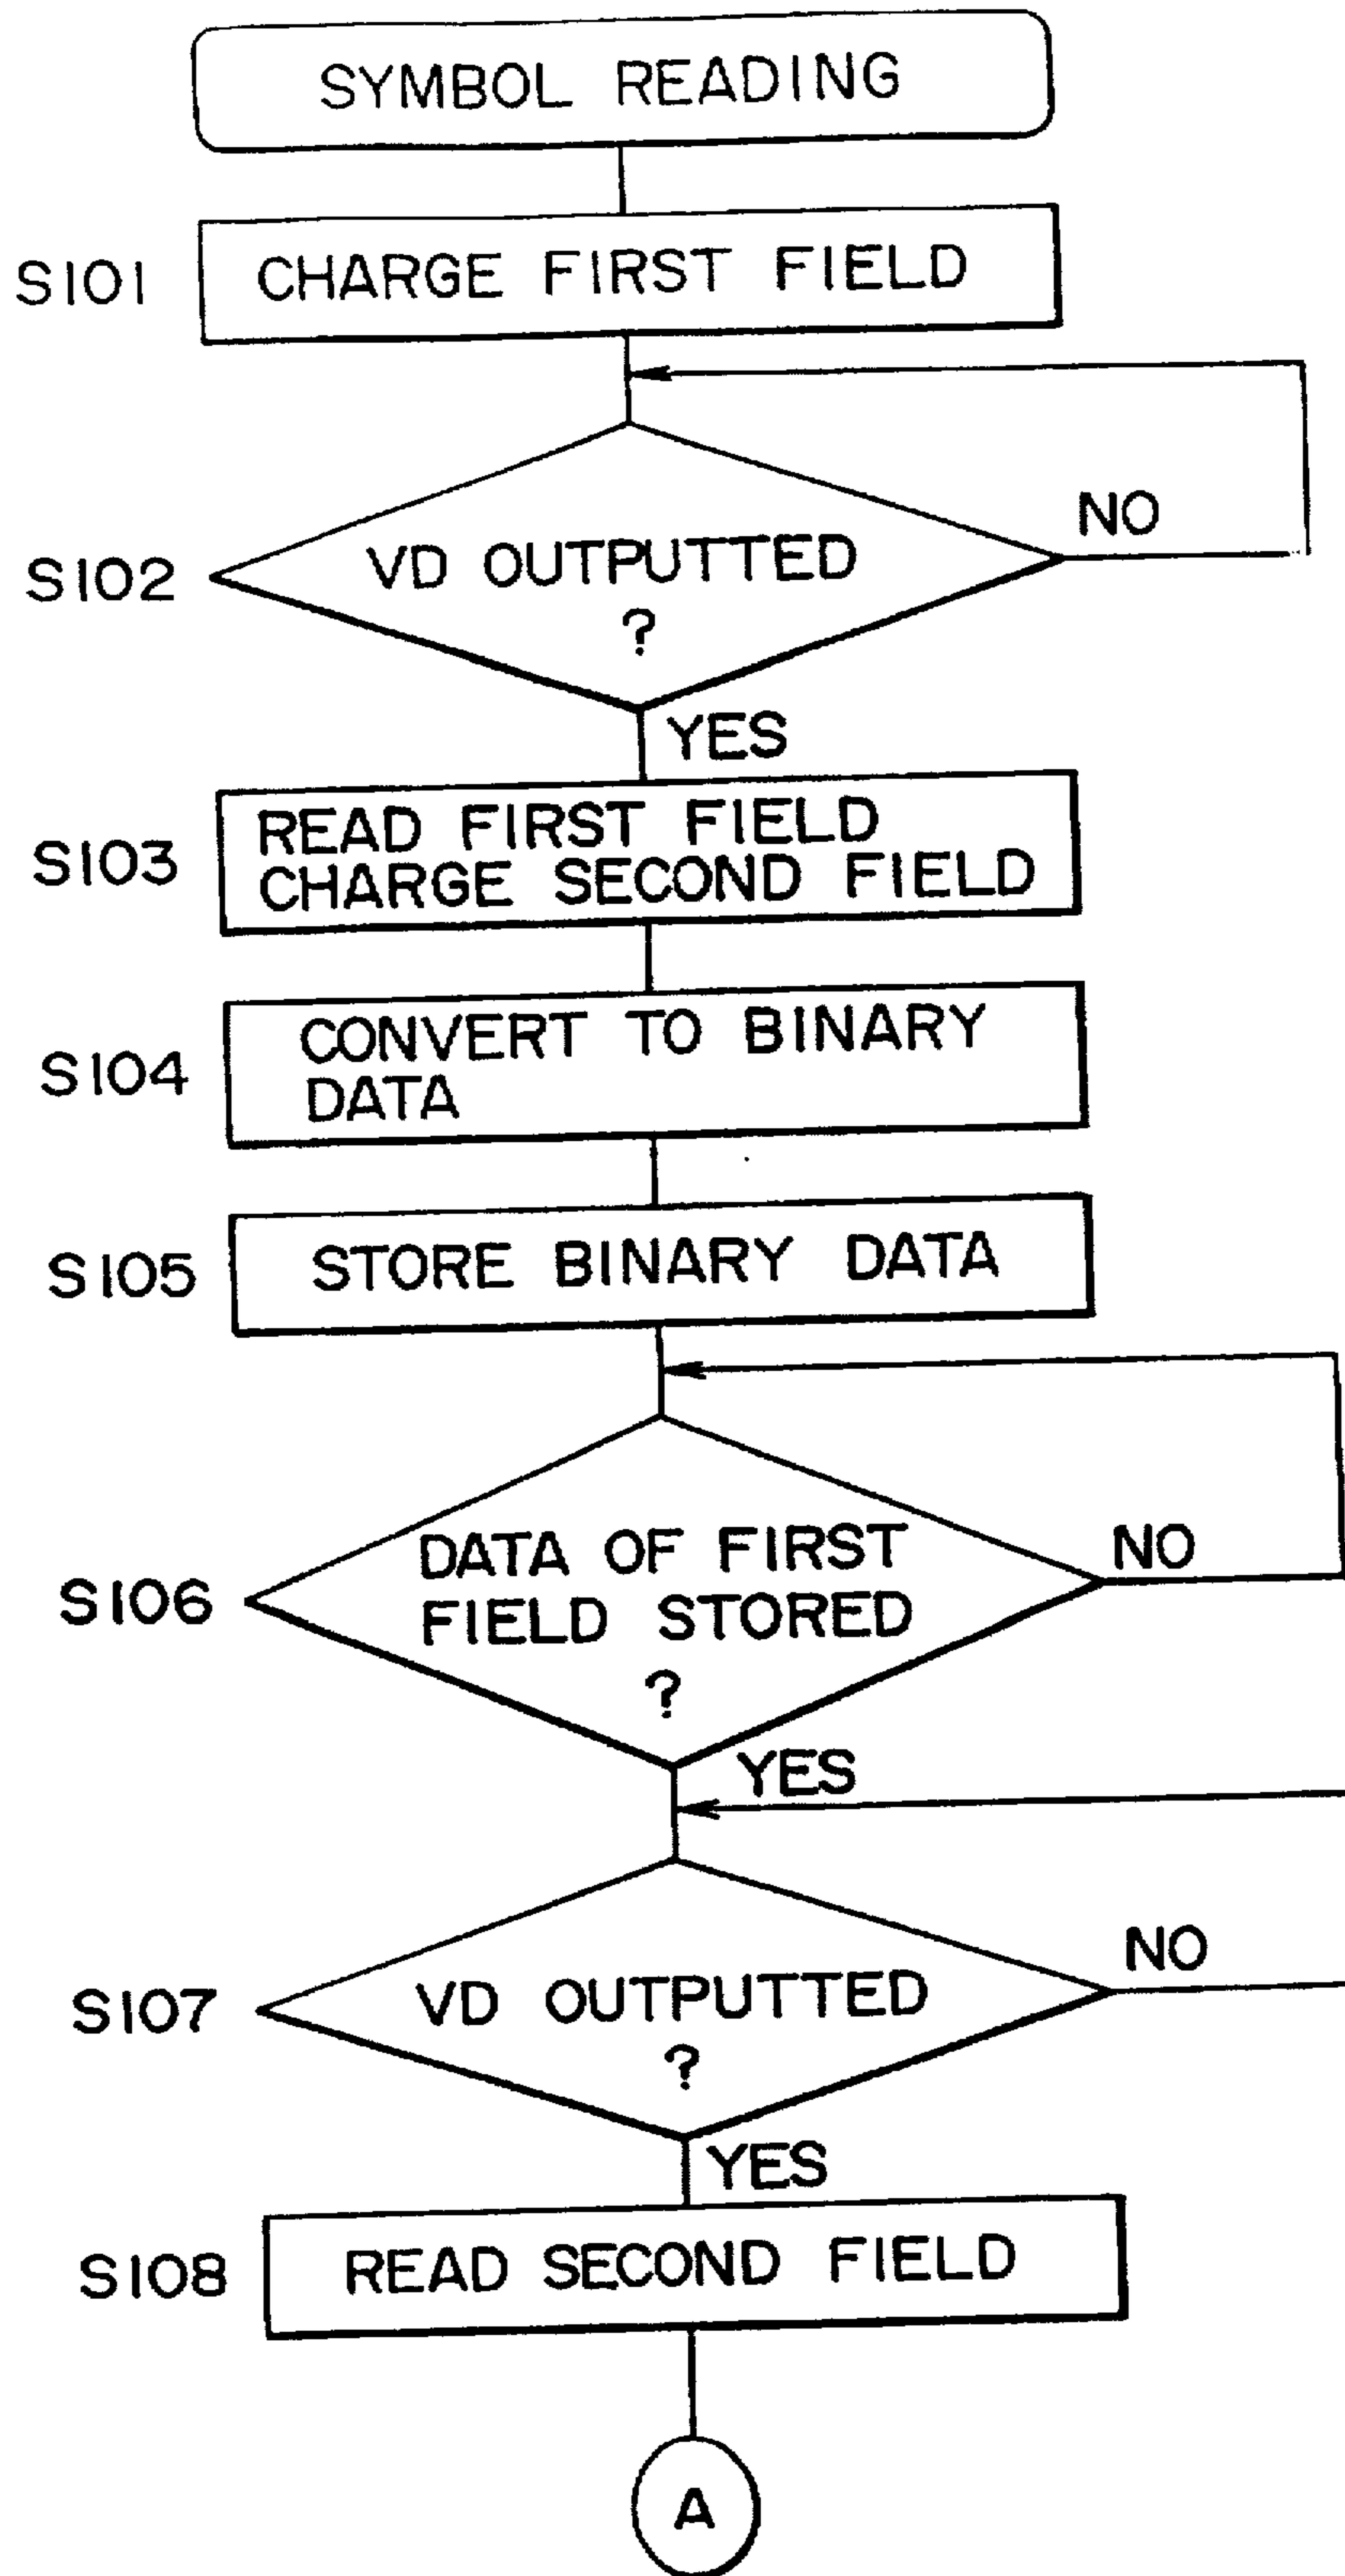 SYMBOL READING
S101
CHARGE FIRST FIELD
S102
VD OUTPUTTED
?
NO
YES
S103
READ FIRST FIELD
CHARGE SECOND FIELD
S104
CONVERT TO BINARY
DATA
S105
STORE BINARY DATA
S106
DATA OF FIRST
FIELD STORED
?
NO
YES
S107
VD OUTPUTTED
?
NO
YES
S108
READ SECOND FIELD
A